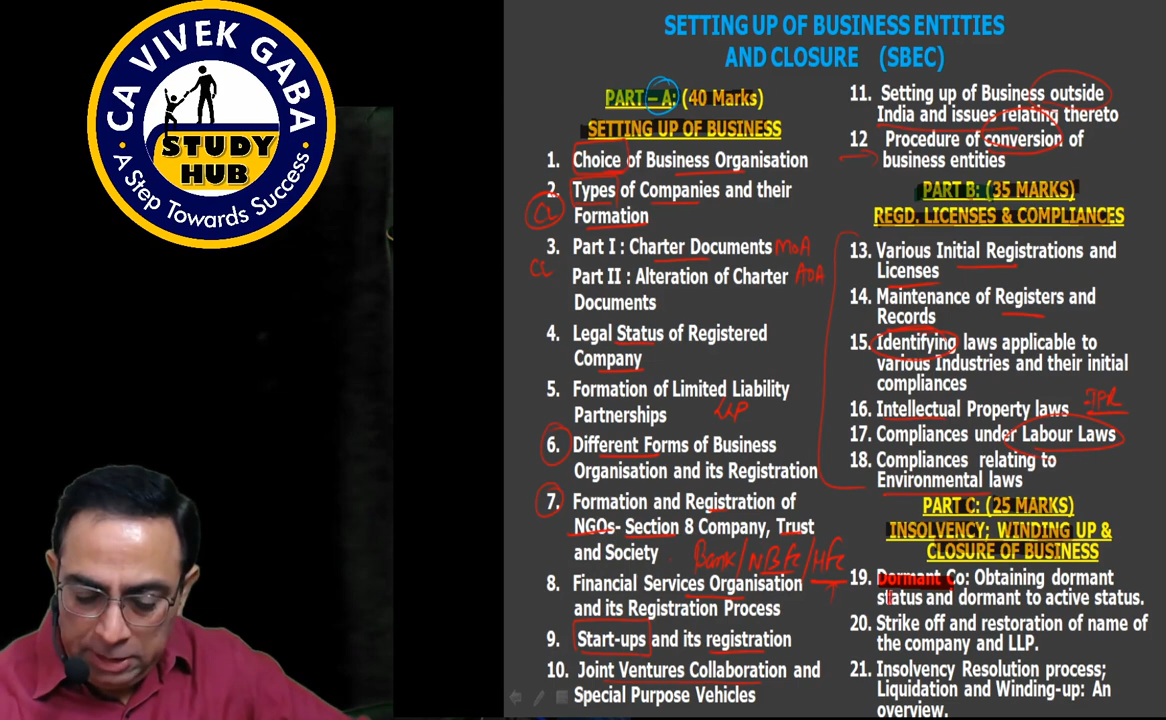 CA VIVEK GABA
STUDY
HUB
• A Step Towards Success •
SETTING UP OF BUSINESS ENTITIES
AND CLOSURE (SBEC)
PART – A: (40 Marks)
SETTING UP OF BUSINESS
1. Choice of Business Organisation
2. Types of Companies and their
Formation
CL
3. Part I : Charter Documents MOA
CL
Part II : Alteration of Charter AOA
Documents
4. Legal Status of Registered
Company
5. Formation of Limited Liability
Partnerships LLP
6. Different Forms of Business
Organisation and its Registration
7. Formation and Registration of
NGOs- Section 8 Company, Trust
and Society
Bank/NBFC/HFC
8. Financial Services Organisation
and its Registration Process
9. Start-ups and its registration
10. Joint Ventures Collaboration and
Special Purpose Vehicles
11. Setting up of Business outside
India and issues relating thereto
12 Procedure of conversion of
business entities
PART B: (35 MARKS)
REGD. LICENSES & COMPLIANCES
13. Various Initial Registrations and
Licenses
14. Maintenance of Registers and
Records
15. Identifying laws applicable to
various Industries and their initial
compliances
16. Intellectual Property laws IPR
17. Compliances under Labour Laws
18. Compliances relating to
Environmental laws
PART C: (25 MARKS)
INSOLVENCY; WINDING UP &
CLOSURE OF BUSINESS
19. Dormant Co: Obtaining dormant
status and dormant to active status.
20. Strike off and restoration of name of
the company and LLP.
21. Insolvency Resolution process;
Liquidation and Winding-up: An
overview.